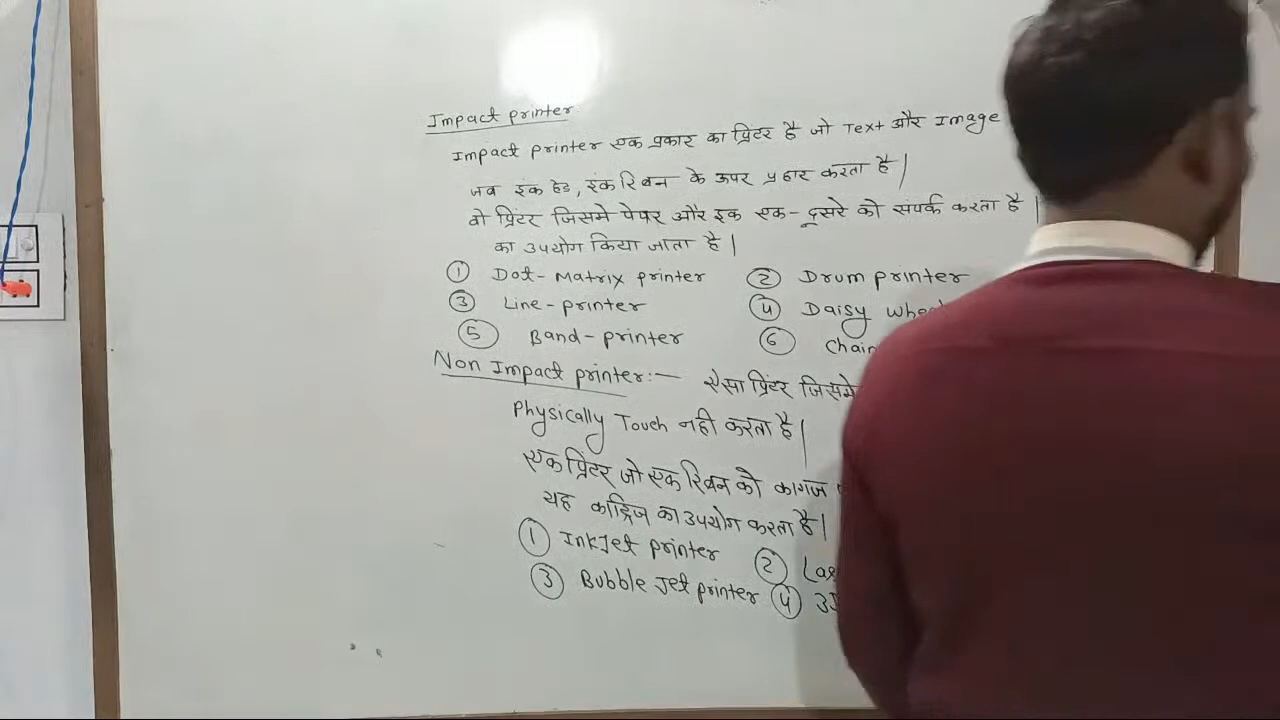 Impact printer
Impact printer एक प्रकार का प्रिंटर है जो Text और Image
जब इंक हेड, इंक रिबन के ऊपर प्रहार करता है |
वो प्रिंटर जिसमे पेपर और इंक एक-दूसरे को संपर्क करता है |
का उपयोग किया जाता है |
① Dot-Matrix printer ② Drum printer
③ Line-printer ④ Daisy
⑤ Band-printer ⑥ Chain
Non Impact printer:— ऐसा प्रिंटर जिसमे
Physically Touch नही करता है |
एक प्रिंटर जो एक रिबन को कागज
यह कार्ट्रिज का उपयोग करता है |
① InkJet printer ②
③ Bubble Jet printer ④